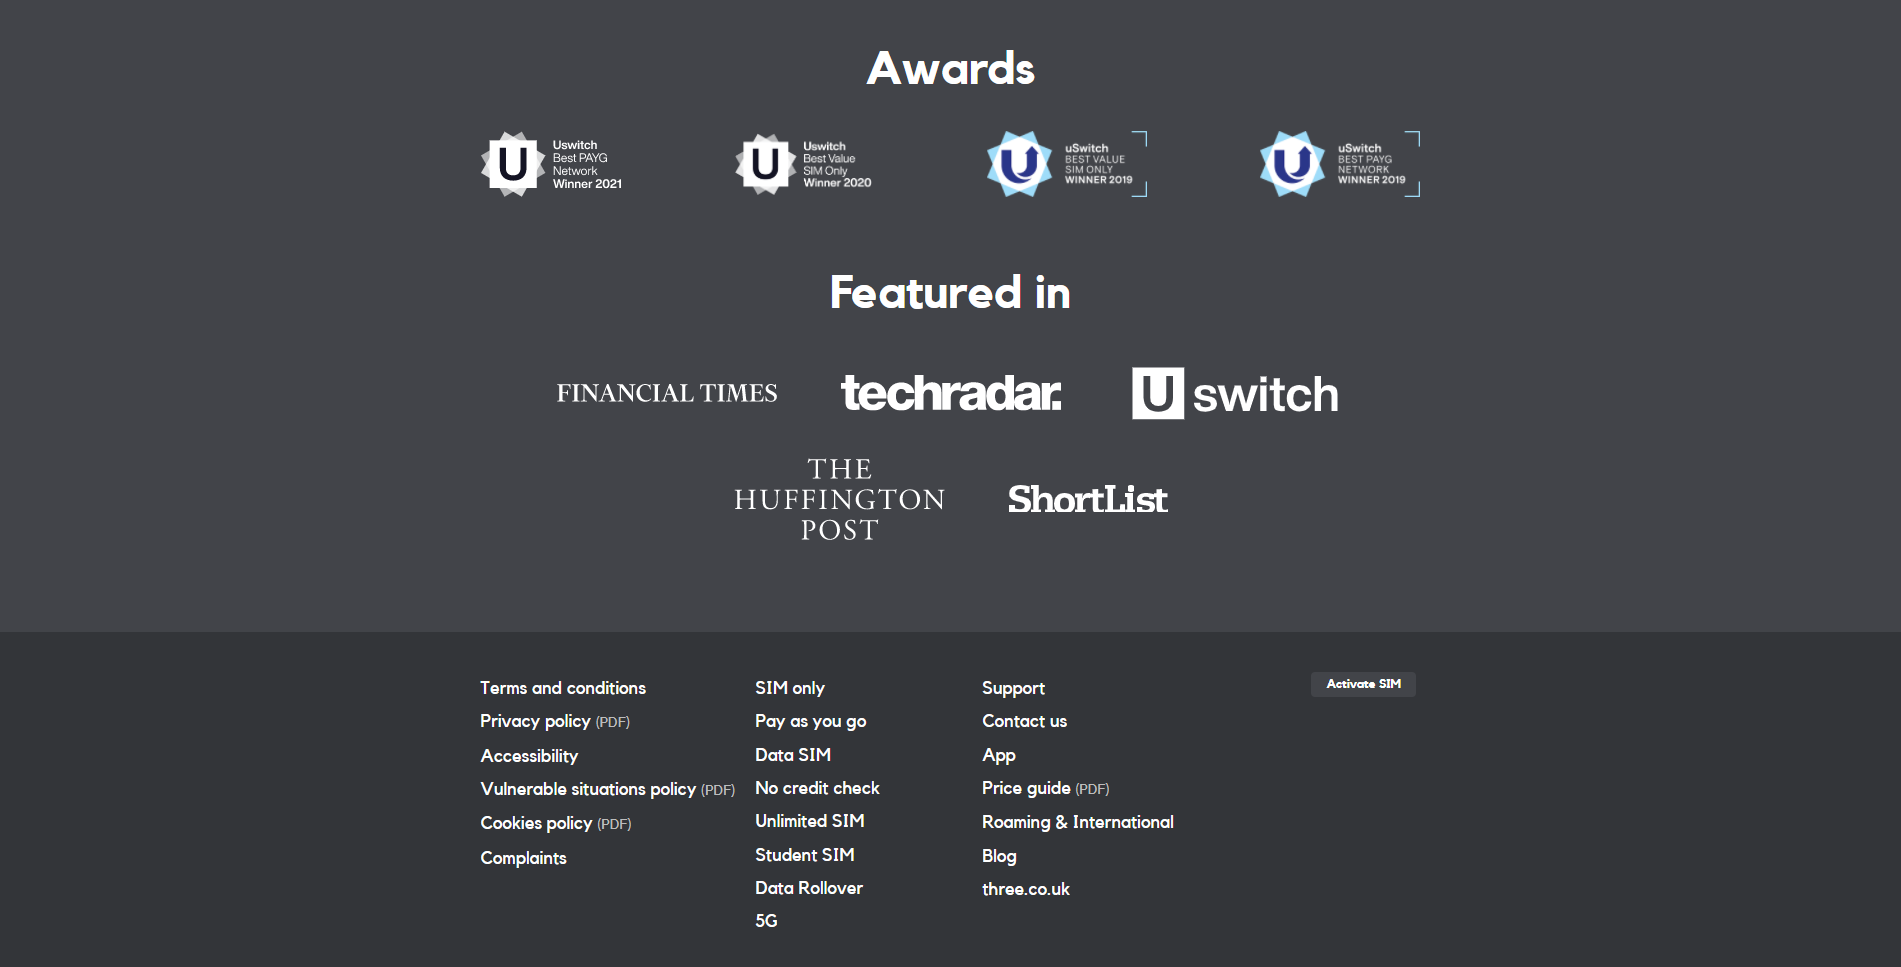 Awards
Uswitch
Best PAYG
Network
Winner 2021
Uswitch
Best Value
SIM Only
Winner 2020
uSwitch
BEST VALUE
SIM ONLY
WINNER 2019
uSwitch
BEST PAYG
NETWORK
WINNER 2019
Featured in
FINANCIAL TIMES
techradar.
Uswitch
THE
HUFFINGTON
POST
ShortList
Terms and conditions
Privacy policy (PDF)
Accessibility
Vulnerable situations policy (PDF)
Cookies policy (PDF)
Complaints
SIM only
Pay as you go
Data SIM
No credit check
Unlimited SIM
Student SIM
Data Rollover
5G
Support
Contact us
App
Price guide (PDF)
Roaming & International
Blog
three.co.uk
Activate SIM